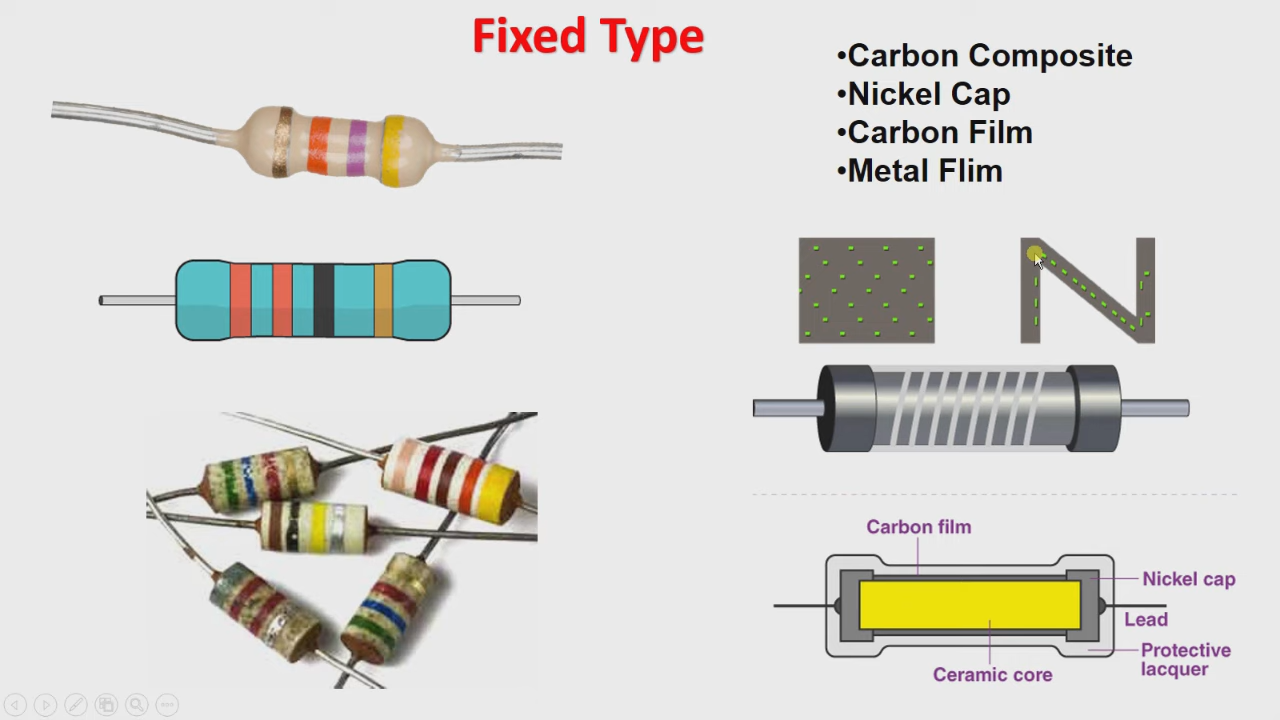 Fixed Type
•Carbon Composite
•Nickel Cap
•Carbon Film
•Metal Flim
Carbon film
Nickel cap
Lead
Protective
lacquer
Ceramic core